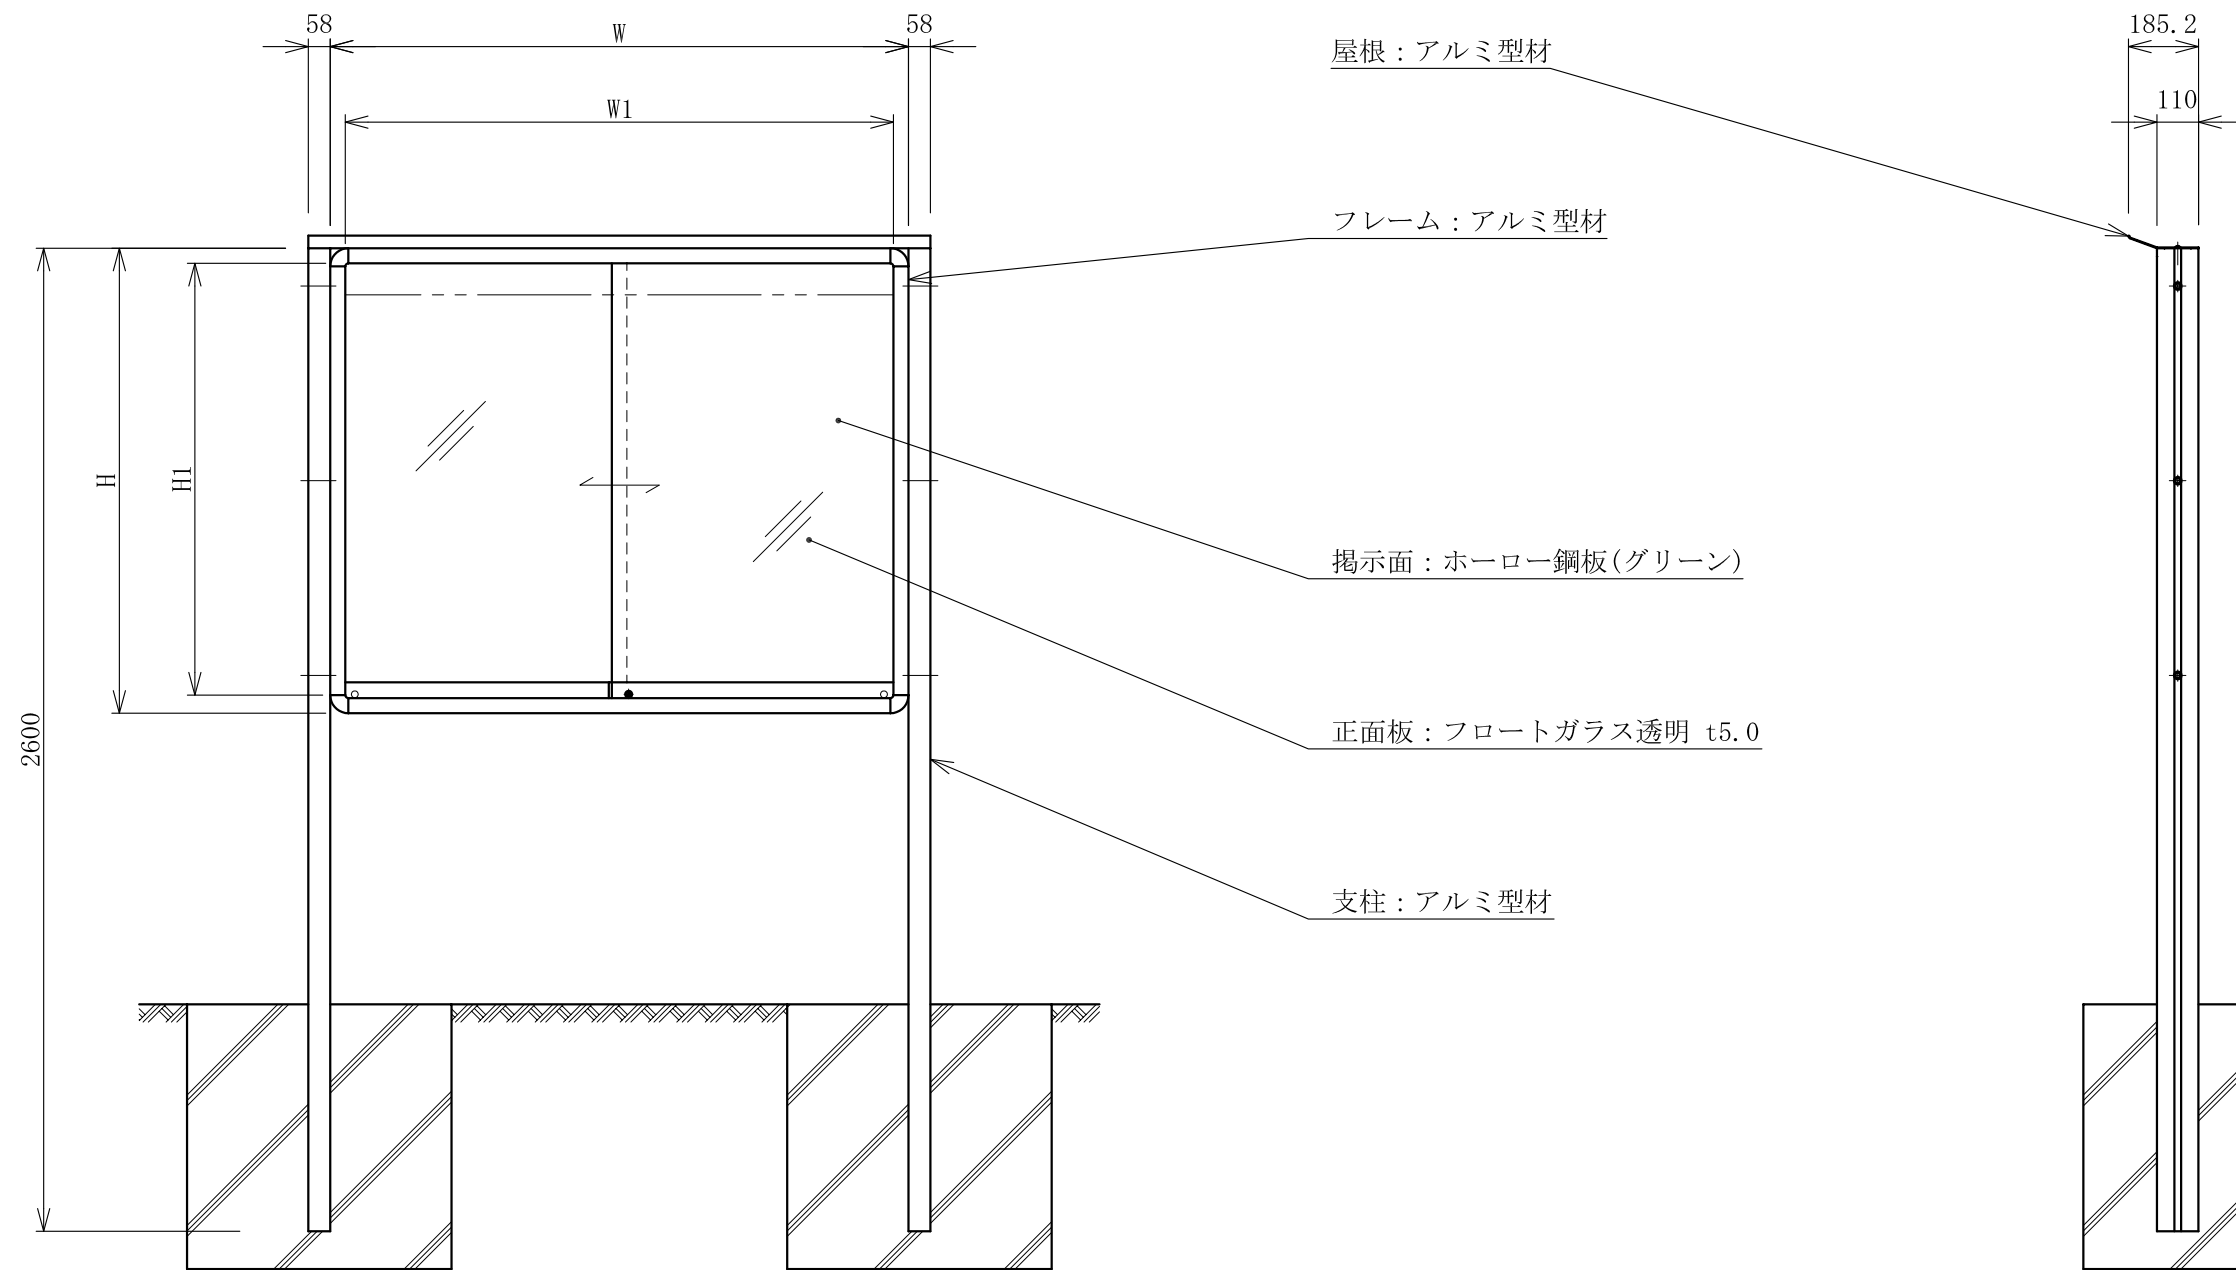 58
W
58
185.2
屋根：アルミ型材
W1
110
フレーム：アルミ型材
H
H1
掲示面：ホーロー鋼板(グリーン)
2600
正面板：フロートガラス透明 t5.0
支柱：アルミ型材